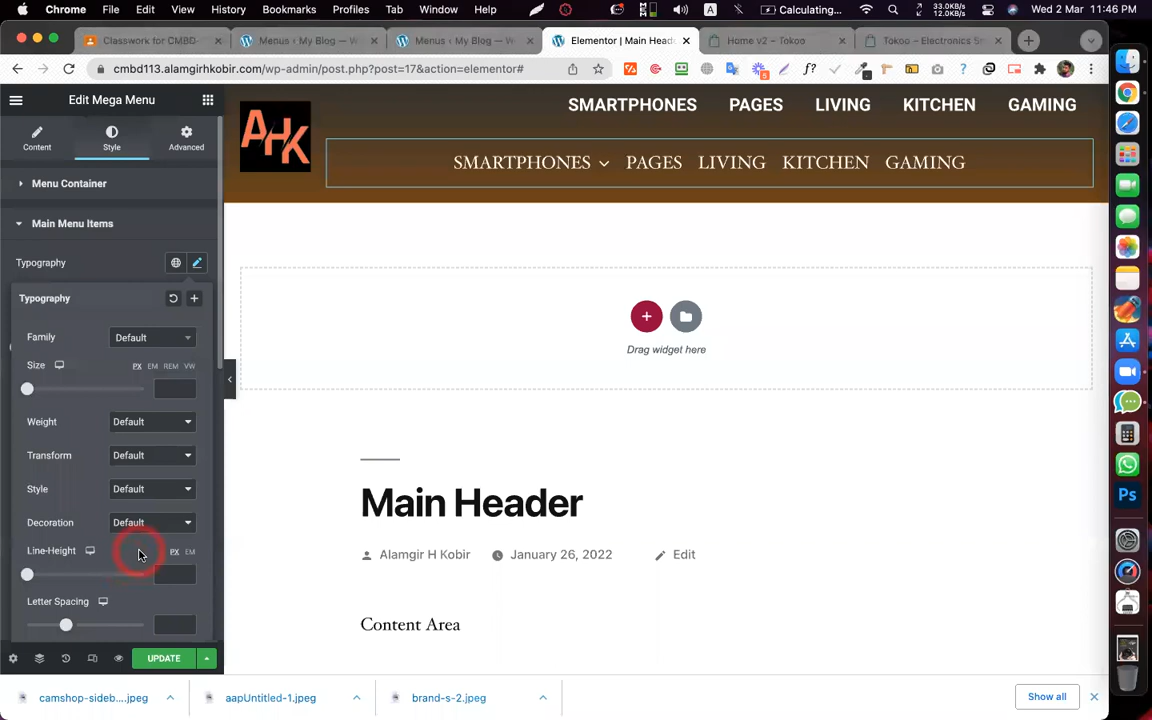 Chrome File Edit View History Bookmarks Profiles Tab Window Help A Calculating... 33.0KB/s 12.0KB/s Wed 2 Mar 11:46 PM
Classwork for CMBD- Menus ‹ My Blog — W Menus ‹ My Blog — W Elementor | Main Head Home v2 – Tokoo Tokoo – Electronics S
cmbd113.alamgirhkobir.com/wp-admin/post.php?post=17&action=elementor#
Edit Mega Menu
Content Style Advanced
Menu Container
Main Menu Items
Typography
Typography
Family Default
Size PX EM REM VW
Weight Default
Transform Default
Style Default
Decoration Default
Line-Height PX EM
Letter Spacing
UPDATE
AHK
SMARTPHONES PAGES LIVING KITCHEN GAMING
SMARTPHONES PAGES LIVING KITCHEN GAMING
Drag widget here
Main Header
Alamgir H Kobir January 26, 2022 Edit
Content Area
Ps
camshop-sideb....jpeg aapUntitled-1.jpeg brand-s-2.jpeg Show all